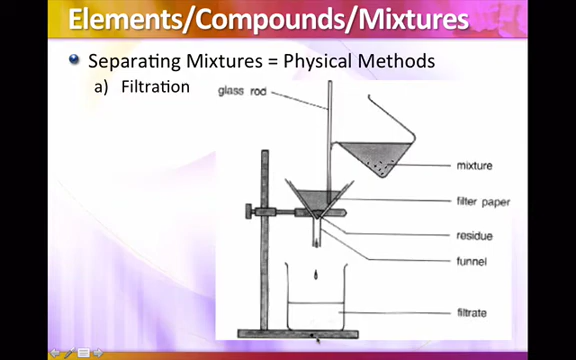 Elements/Compounds/Mixtures
Separating Mixtures = Physical Methods
a) Filtration
glass rod
mixture
filter paper
residue
funnel
filtrate